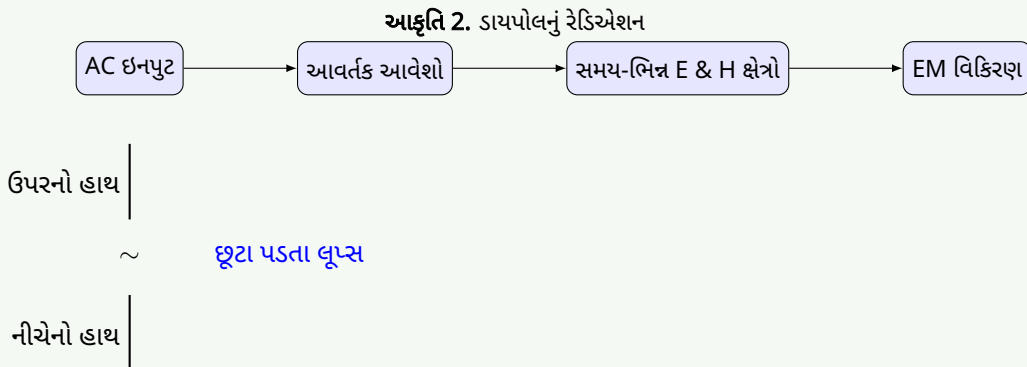 આકૃતિ 2. ડાયપોલનું રેડિએશન
AC ઇનપુટ આવર્તક આવેશો સમય-ભિન્ન E & H ક્ષેત્રો EM વિકિરણ
ઉપરનો હાથ
~ છૂટા પડતા લૂપ્સ
નીચેનો હાથ